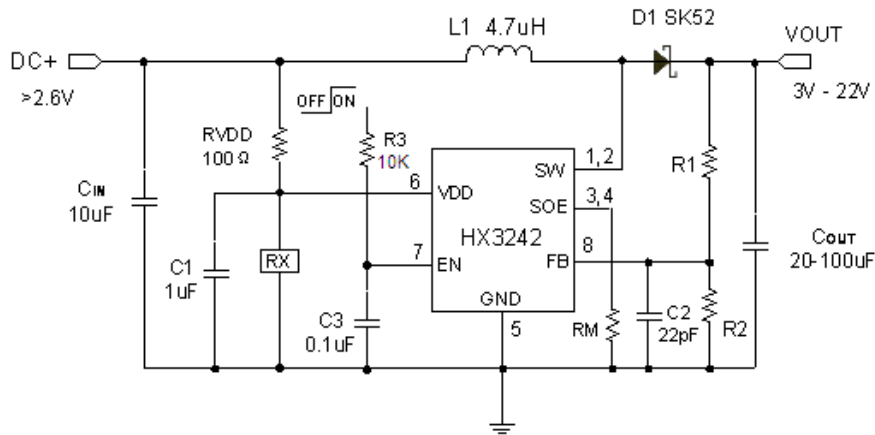 L1 4.7uH
D1 SK52
VOUT
DC+
>2.6V
3V - 22V
OFF ON
RVDD
100Ω
R3
10K
1,2
SW
R1
6
VDD
3,4
SOE
CIN
10uF
HX3242
8
COUT
20-100uF
7
EN
FB
RX
C1
1uF
GND
C3
0.1uF
5
RM
C2
22pF
R2